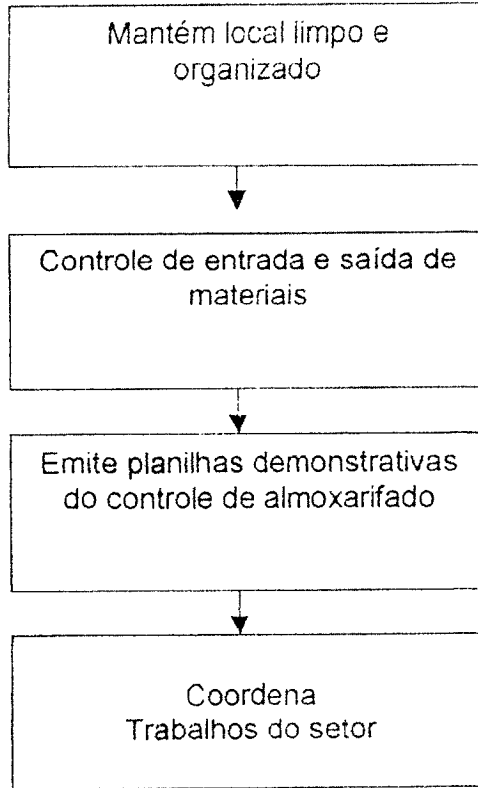 Mantém local limpo e
organizado
Controle de entrada e saída de
materiais
Emite planilhas demonstrativas
do controle de almoxarifado
Coordena
Trabalhos do setor